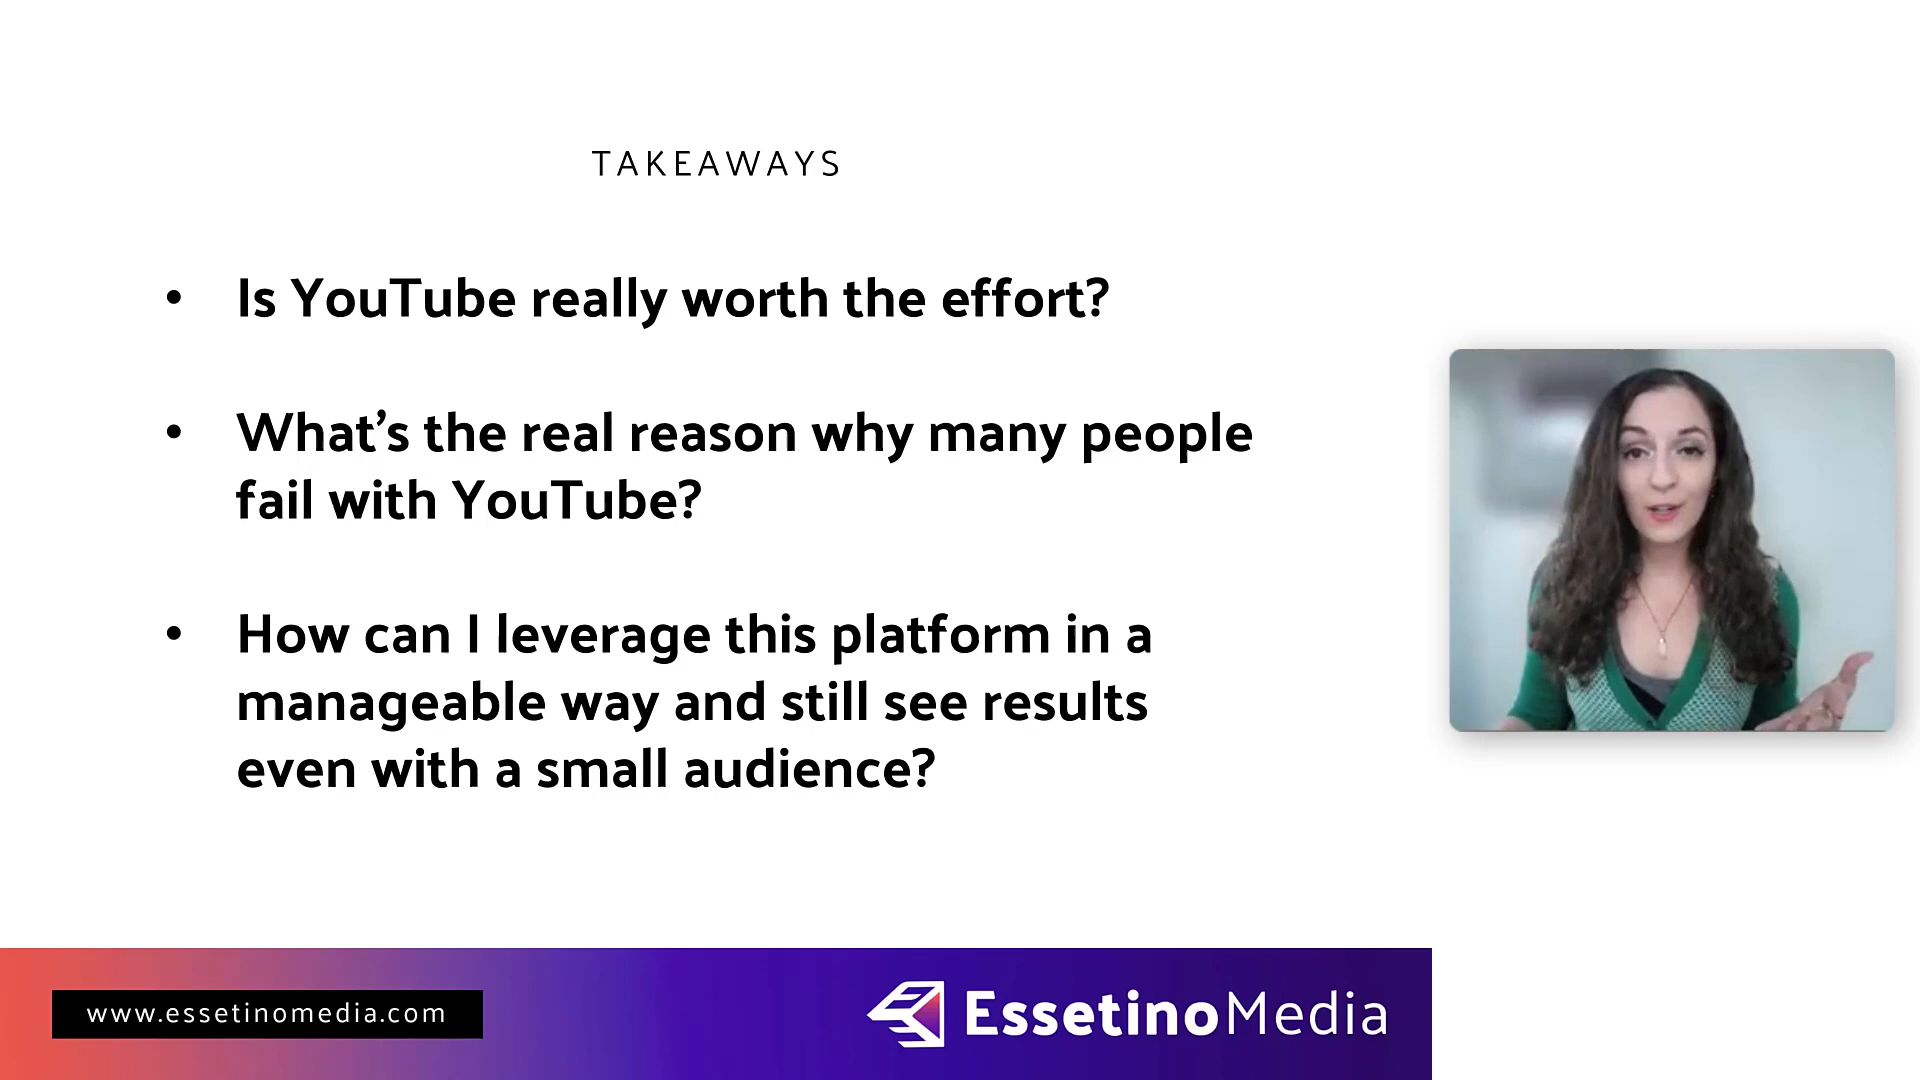 TAKEAWAYS
• Is YouTube really worth the effort?
• What’s the real reason why many people
fail with YouTube?
• How can I leverage this platform in a
manageable way and still see results
even with a small audience?
www.essetinomedia.com
EssetinoMedia